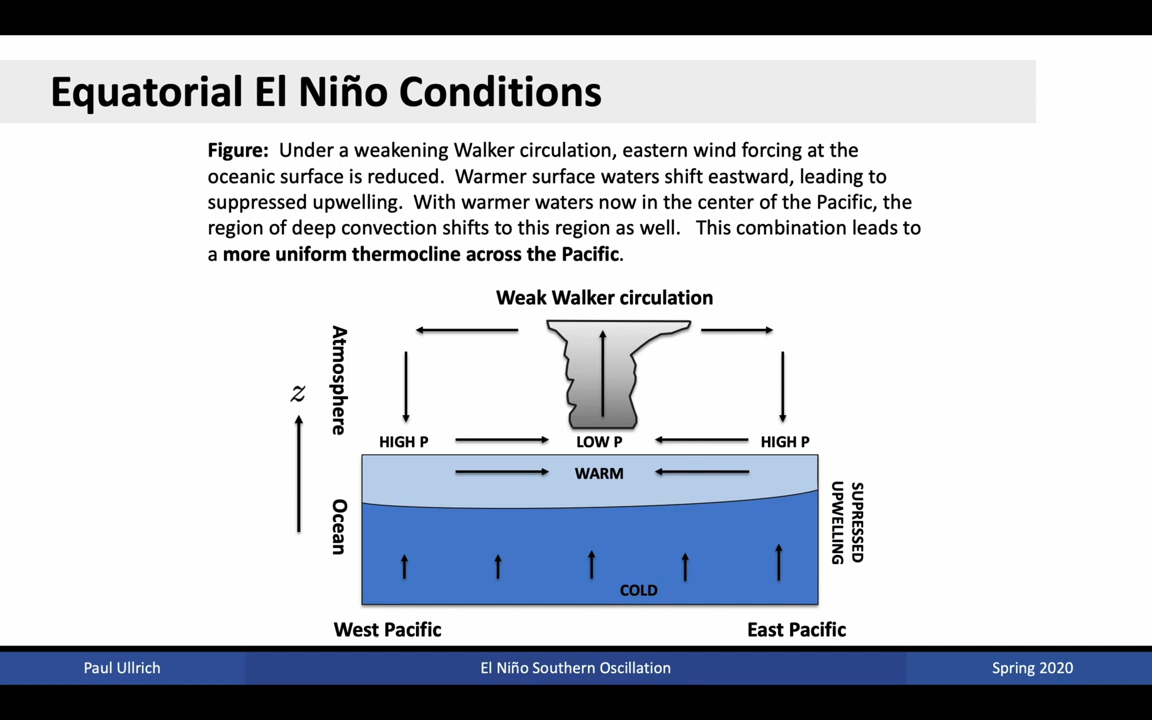 Equatorial El Niño Conditions
Figure: Under a weakening Walker circulation, eastern wind forcing at the
oceanic surface is reduced. Warmer surface waters shift eastward, leading to
suppressed upwelling. With warmer waters now in the center of the Pacific, the
region of deep convection shifts to this region as well. This combination leads to
a more uniform thermocline across the Pacific.
Weak Walker circulation
Atmosphere
z
HIGH P
LOW P
HIGH P
WARM
Ocean
SUPRESSED
UPWELLING
COLD
West Pacific
East Pacific
Paul Ullrich
El Niño Southern Oscillation
Spring 2020